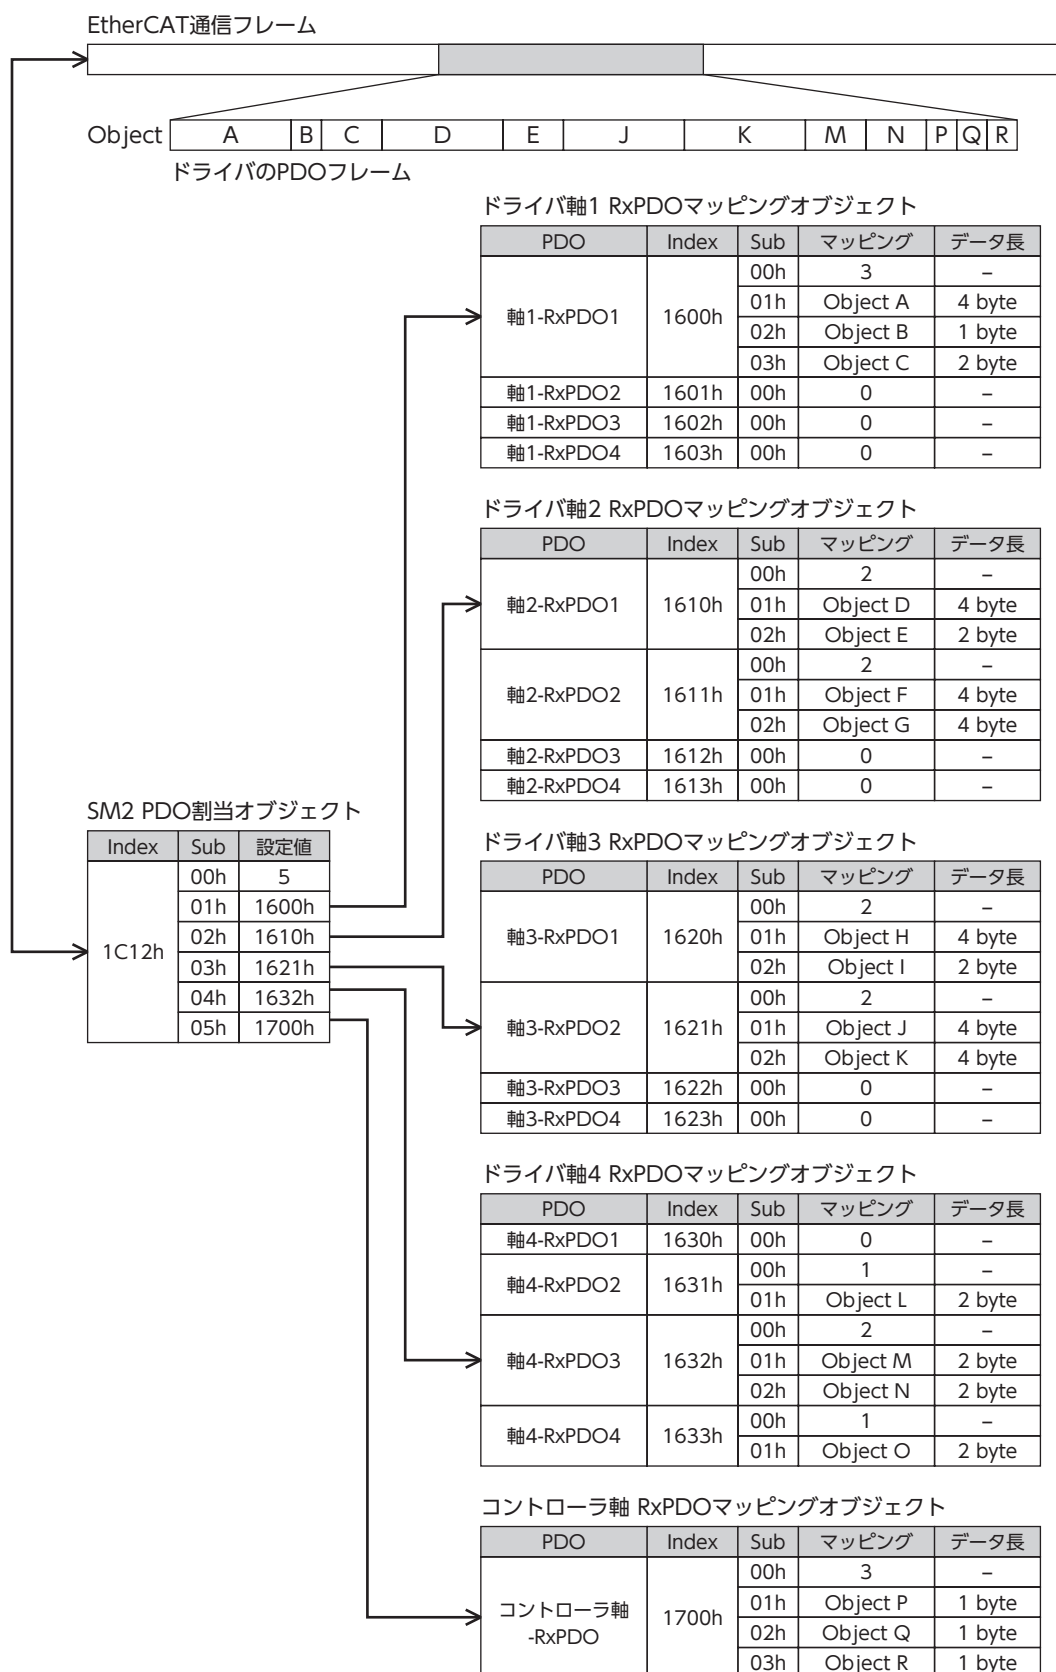 EtherCAT通信フレーム
Object A B C D E J K M N P Q R
ドライバのPDOフレーム
ドライバ軸1 RxPDOマッピングオブジェクト
PDO Index Sub マッピング データ長
軸1-RxPDO1 1600h 00h 3 –
01h Object A 4 byte
02h Object B 1 byte
03h Object C 2 byte
軸1-RxPDO2 1601h 00h 0 –
軸1-RxPDO3 1602h 00h 0 –
軸1-RxPDO4 1603h 00h 0 –
ドライバ軸2 RxPDOマッピングオブジェクト
PDO Index Sub マッピング データ長
軸2-RxPDO1 1610h 00h 2 –
01h Object D 4 byte
02h Object E 2 byte
軸2-RxPDO2 1611h 00h 2 –
01h Object F 4 byte
02h Object G 4 byte
軸2-RxPDO3 1612h 00h 0 –
軸2-RxPDO4 1613h 00h 0 –
SM2 PDO割当オブジェクト
Index Sub 設定値
1C12h 00h 5
01h 1600h
02h 1610h
03h 1621h
04h 1632h
05h 1700h
ドライバ軸3 RxPDOマッピングオブジェクト
PDO Index Sub マッピング データ長
軸3-RxPDO1 1620h 00h 2 –
01h Object H 4 byte
02h Object I 2 byte
軸3-RxPDO2 1621h 00h 2 –
01h Object J 4 byte
02h Object K 4 byte
軸3-RxPDO3 1622h 00h 0 –
軸3-RxPDO4 1623h 00h 0 –
ドライバ軸4 RxPDOマッピングオブジェクト
PDO Index Sub マッピング データ長
軸4-RxPDO1 1630h 00h 0 –
軸4-RxPDO2 1631h 00h 1 –
01h Object L 2 byte
軸4-RxPDO3 1632h 00h 2 –
01h Object M 2 byte
02h Object N 2 byte
軸4-RxPDO4 1633h 00h 1 –
01h Object O 2 byte
コントローラ軸 RxPDOマッピングオブジェクト
PDO Index Sub マッピング データ長
コントローラ軸
-RxPDO 1700h 00h 3 –
01h Object P 1 byte
02h Object Q 1 byte
03h Object R 1 byte